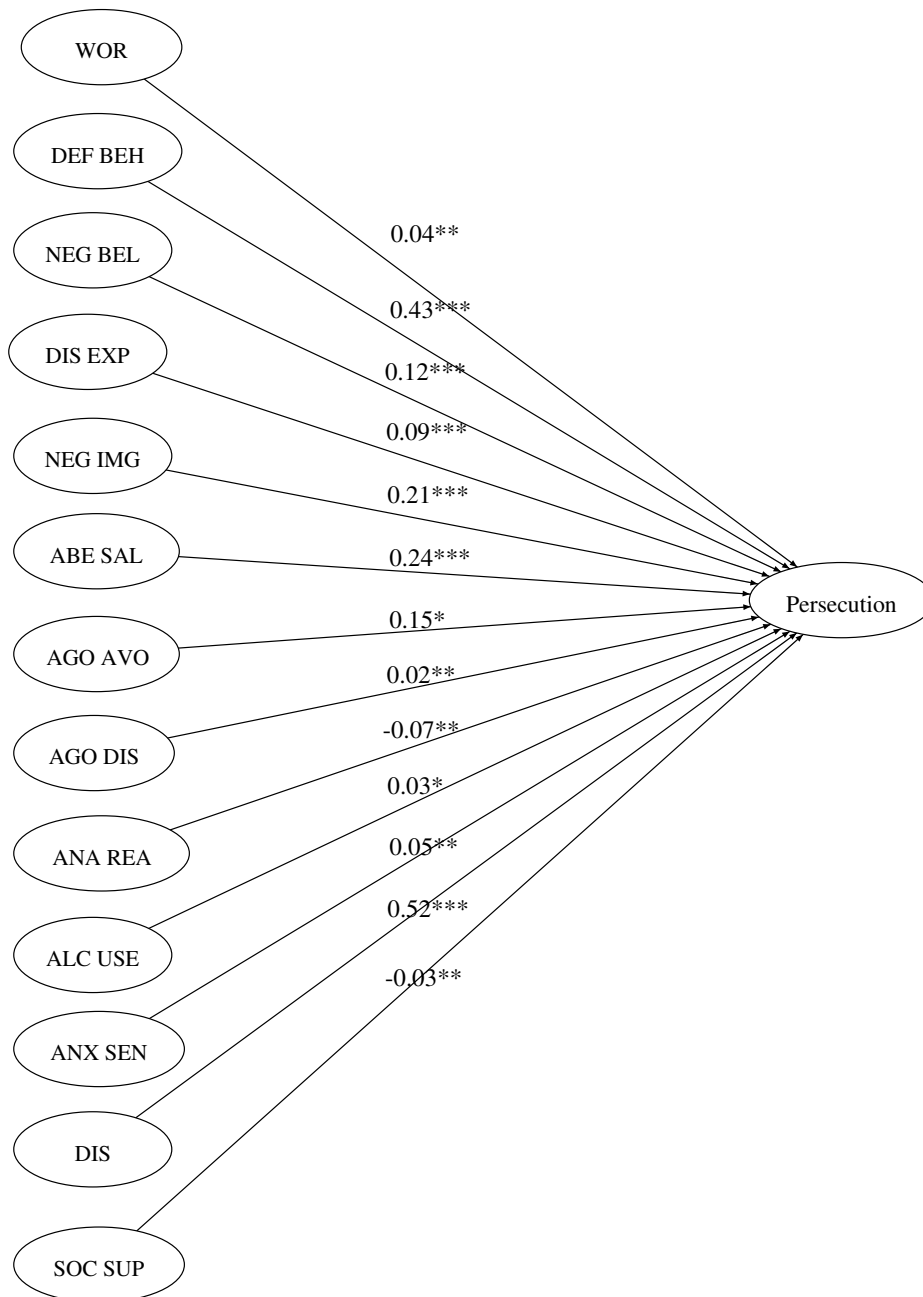 WOR
DEF BEH
0.04**
NEG BEL
0.43***
DIS EXP
0.12***
0.09***
NEG IMG
0.21***
ABE SAL
0.24***
Persecution
AGO AVO
0.15*
0.02**
AGO DIS
-0.07**
0.03*
ANA REA
0.05**
0.52***
ALC USE
-0.03**
ANX SEN
DIS
SOC SUP